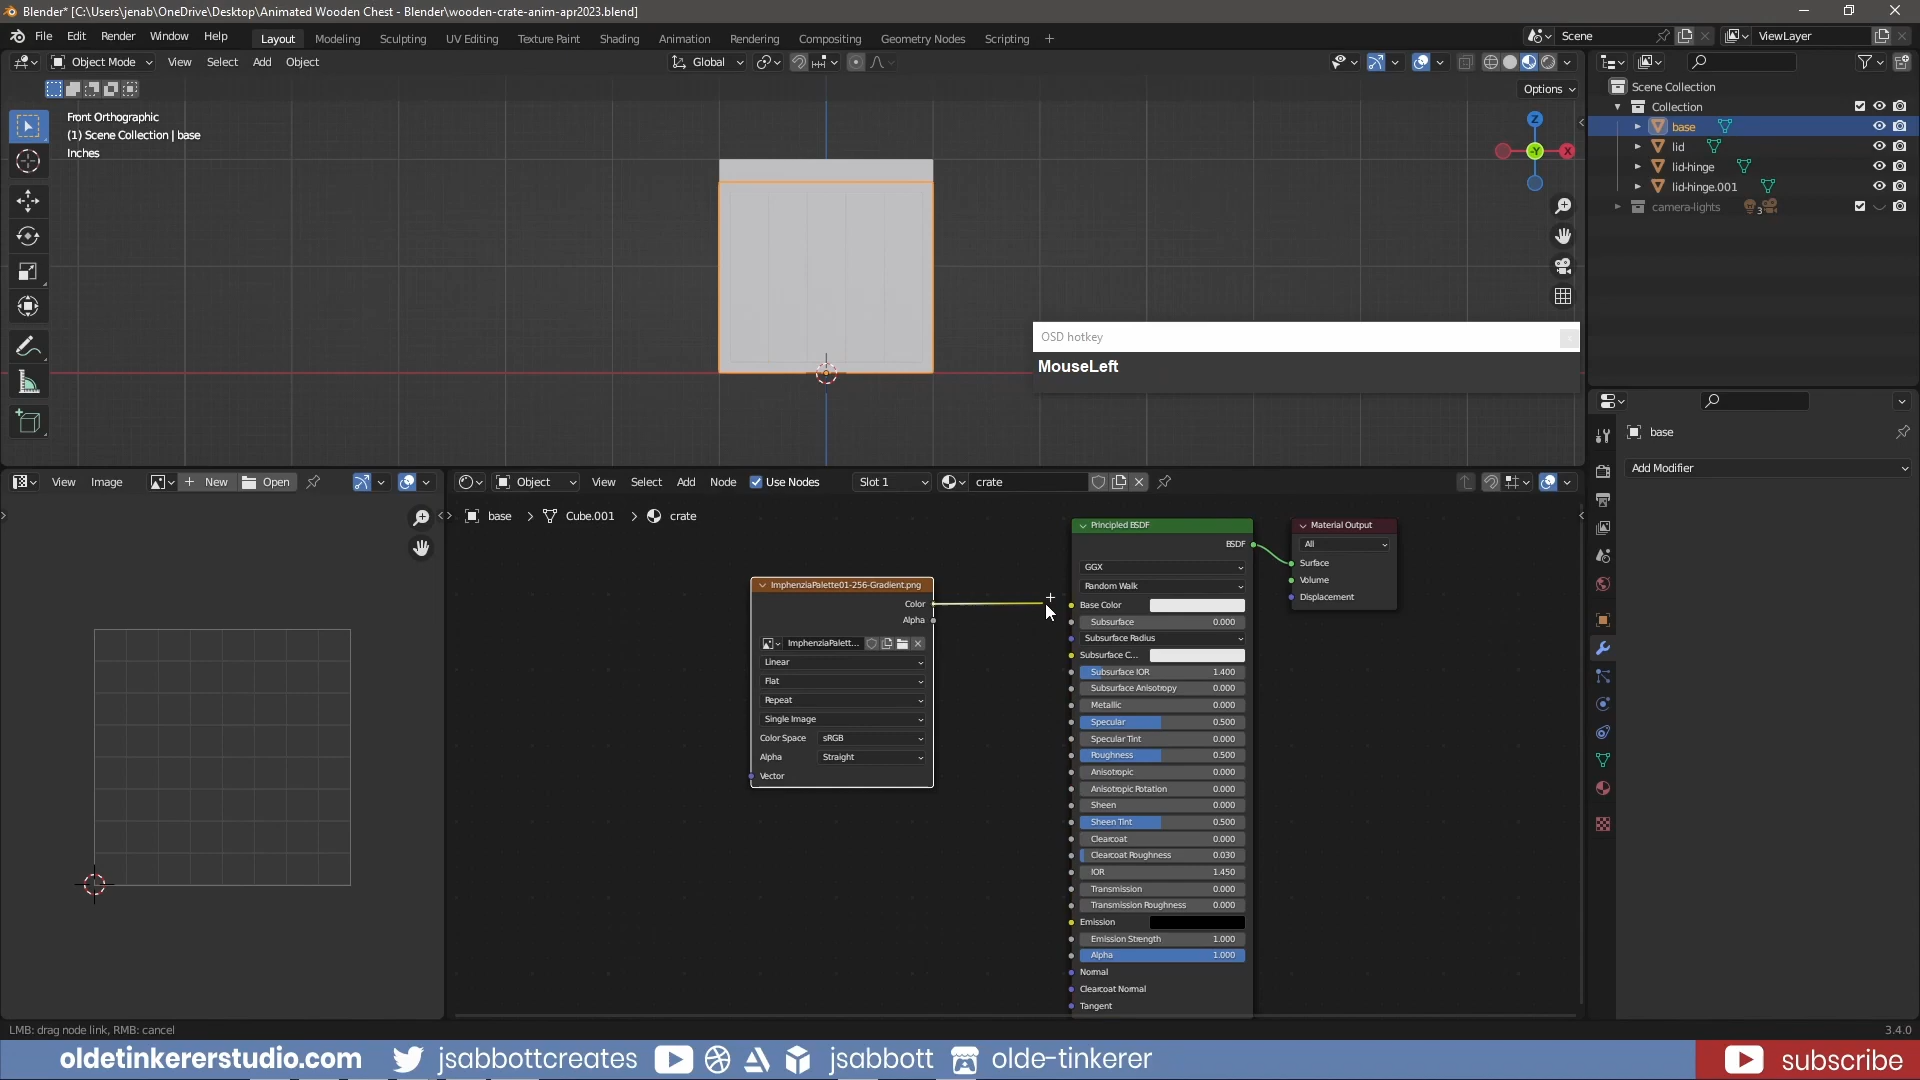 Blender* [C:\Users\jenab\OneDrive\Desktop\Animated Wooden Chest - Blender\wooden-crate-anim-apr2023.blend]
File Edit Render Window Help Layout Modeling Sculpting UV Editing Texture Paint Shading Animation Rendering Compositing Geometry Nodes Scripting + Scene ViewLayer
Object Mode View Select Add Object Global
Options
Front Orthographic
(1) Scene Collection | base
Inches
Z
-Y X
OSD hotkey
MouseLeft
Scene Collection
Collection
base
lid
lid-hinge
lid-hinge.001
camera-lights 3
base
Add Modifier
View Image + New Open
Object View Select Add Node Use Nodes Slot 1 crate
base > Cube.001 > crate
ImphenziaPalette01-256-Gradient.png
Color
Alpha
ImphenziaPalett...
Linear
Flat
Repeat
Single Image
Color Space sRGB
Alpha Straight
Vector
Principled BSDF
BSDF
GGX
Random Walk
Base Color
Subsurface 0.000
Subsurface Radius
Subsurface C...
Subsurface IOR 1.400
Subsurface Anisotropy 0.000
Metallic 0.000
Specular 0.500
Specular Tint 0.000
Roughness 0.500
Anisotropic 0.000
Anisotropic Rotation 0.000
Sheen 0.000
Sheen Tint 0.500
Clearcoat 0.000
Clearcoat Roughness 0.030
IOR 1.450
Transmission 0.000
Transmission Roughness 0.000
Emission
Emission Strength 1.000
Alpha 1.000
Normal
Clearcoat Normal
Tangent
Material Output
All
Surface
Volume
Displacement
LMB: drag node link, RMB: cancel 3.4.0
oldetinkererstudio.com jsabbottcreates jsabbott olde-tinkerer subscribe